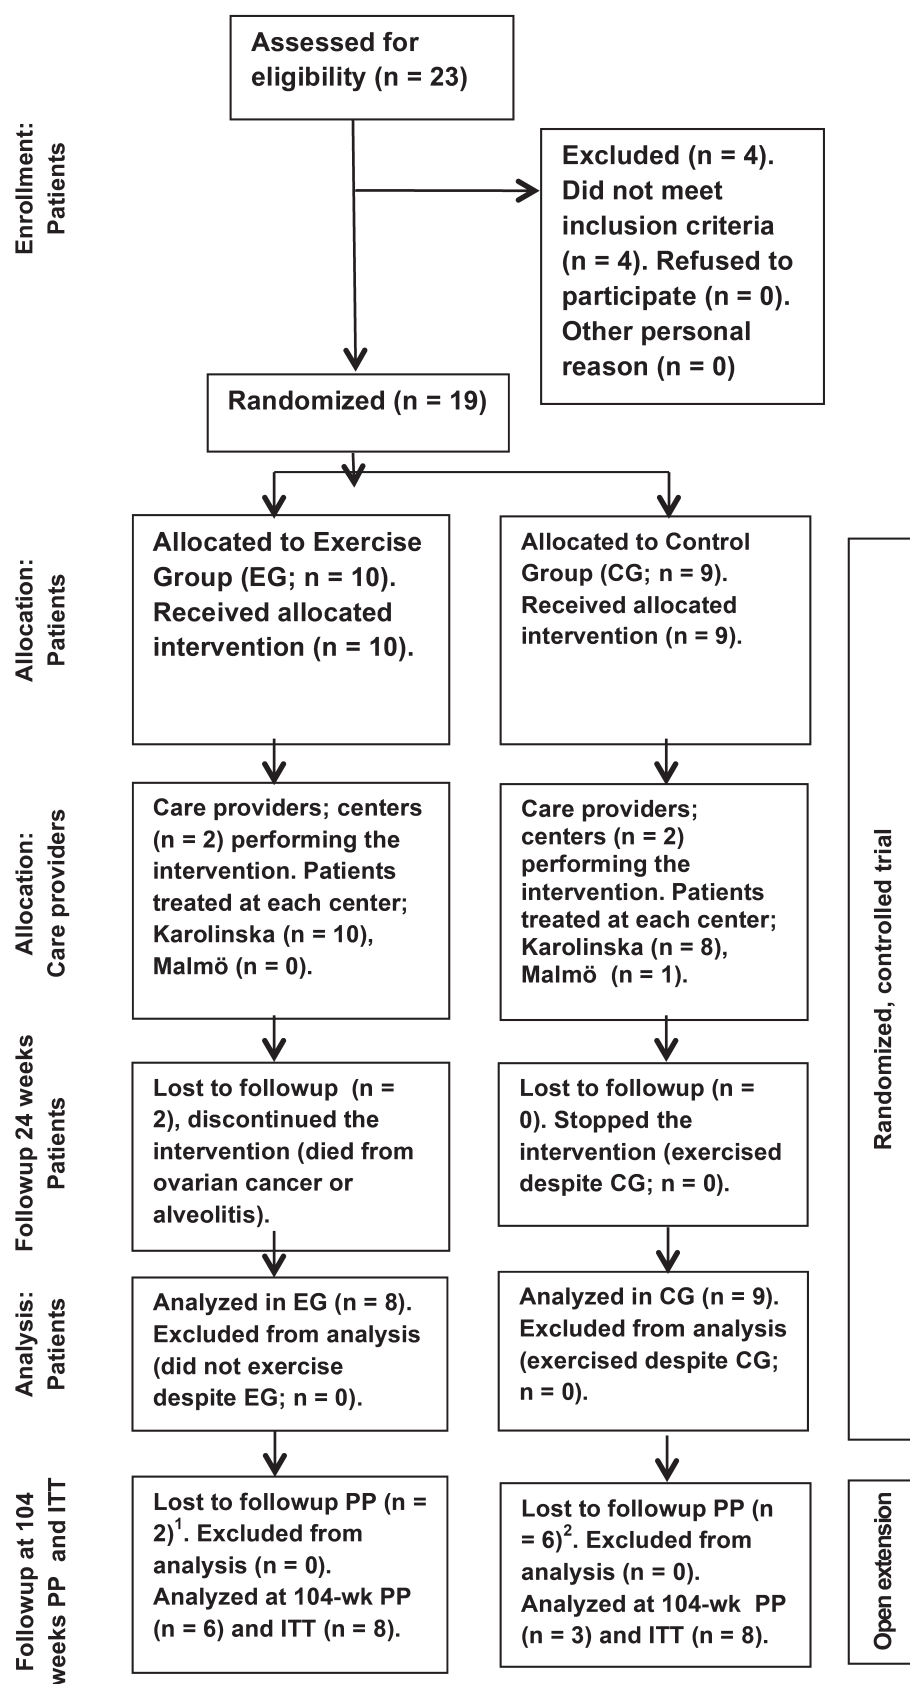 Assessed for
eligibility (n = 23)
Enrollment:
Patients
Excluded (n = 4).
Did not meet
inclusion criteria
(n = 4). Refused to
participate (n = 0).
Other personal
reason (n = 0)
Randomized (n = 19)
Allocation:
Patients
Allocated to Exercise
Group (EG; n = 10).
Received allocated
intervention (n = 10).
Allocated to Control
Group (CG; n = 9).
Received allocated
intervention (n = 9).
Allocation:
Care providers
Care providers; centers
(n = 2) performing the
intervention. Patients
treated at each center;
Karolinska (n = 10),
Malmö (n = 0).
Care providers;
centers (n = 2)
performing the
intervention. Patients
treated at each center;
Karolinska (n = 8),
Malmö (n = 1).
Randomized, controlled trial
Followup 24 weeks
Patients
Lost to followup (n =
2), discontinued the
intervention (died from
ovarian cancer or
alveolitis).
Lost to followup (n =
0). Stopped the
intervention (exercised
despite CG; n = 0).
Analysis:
Patients
Analyzed in EG (n = 8).
Excluded from analysis
(did not exercise
despite EG; n = 0).
Analyzed in CG (n = 9).
Excluded from analysis
(exercised despite CG;
n = 0).
Followup at 104
weeks PP and ITT
Lost to followup PP (n =
2)¹. Excluded from
analysis (n = 0).
Analyzed at 104-wk PP
(n = 6) and ITT (n = 8).
Lost to followup PP (n
= 6)². Excluded from
analysis (n = 0).
Analyzed at 104-wk PP
(n = 3) and ITT (n = 8).
Open extension